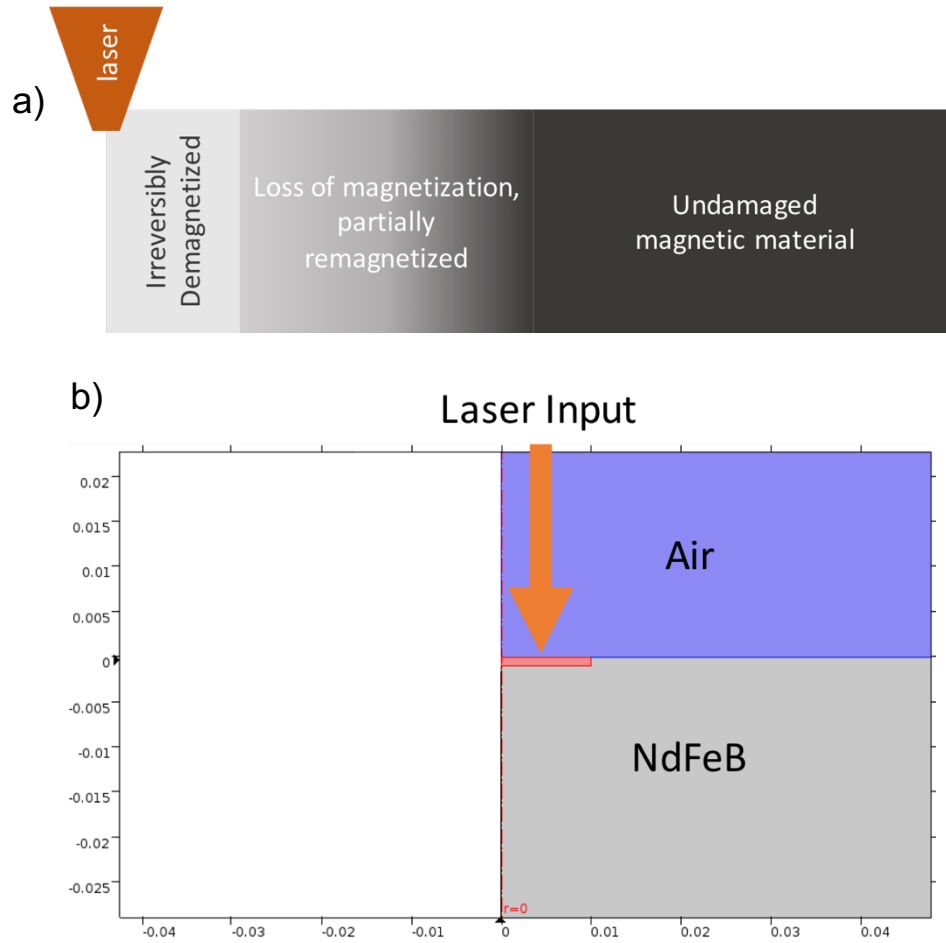 laser
a)
Irreversibly
Demagnetized
Loss of magnetization,
partially
remagnetized
Undamaged
magnetic material
b)
Laser Input
0.02
0.015
0.01
0.005
0
-0.005
-0.01
-0.015
-0.02
-0.025
Air
NdFeB
r=0
-0.04
-0.03
-0.02
-0.01
0
0.01
0.02
0.03
0.04